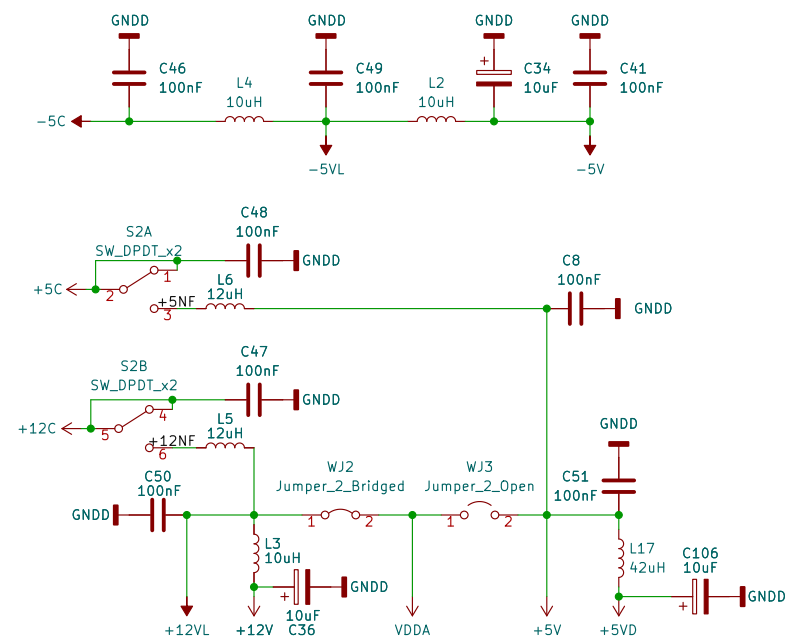 GNDD
GNDD
GNDD
GNDD
C46
100nF
C49
100nF
C34
10uF
C41
100nF
L4
10uH
L2
10uH
+
-5C
-5VL
-5V
C48
100nF
GNDD
S2A
SW_DPDT_x2
1
2
+5C
+5NF
3
L6
12uH
C8
100nF
GNDD
C47
100nF
GNDD
S2B
SW_DPDT_x2
4
5
+12C
+12NF
6
L5
12uH
GNDD
C51
100nF
C50
100nF
GNDD
WJ2
Jumper_2_Bridged
1
2
WJ3
Jumper_2_Open
1
2
L3
10uH
L17
42uH
+
10uF
C36
GNDD
C106
10uF
+
GNDD
+12VL
+12V
VDDA
+5V
+5VD